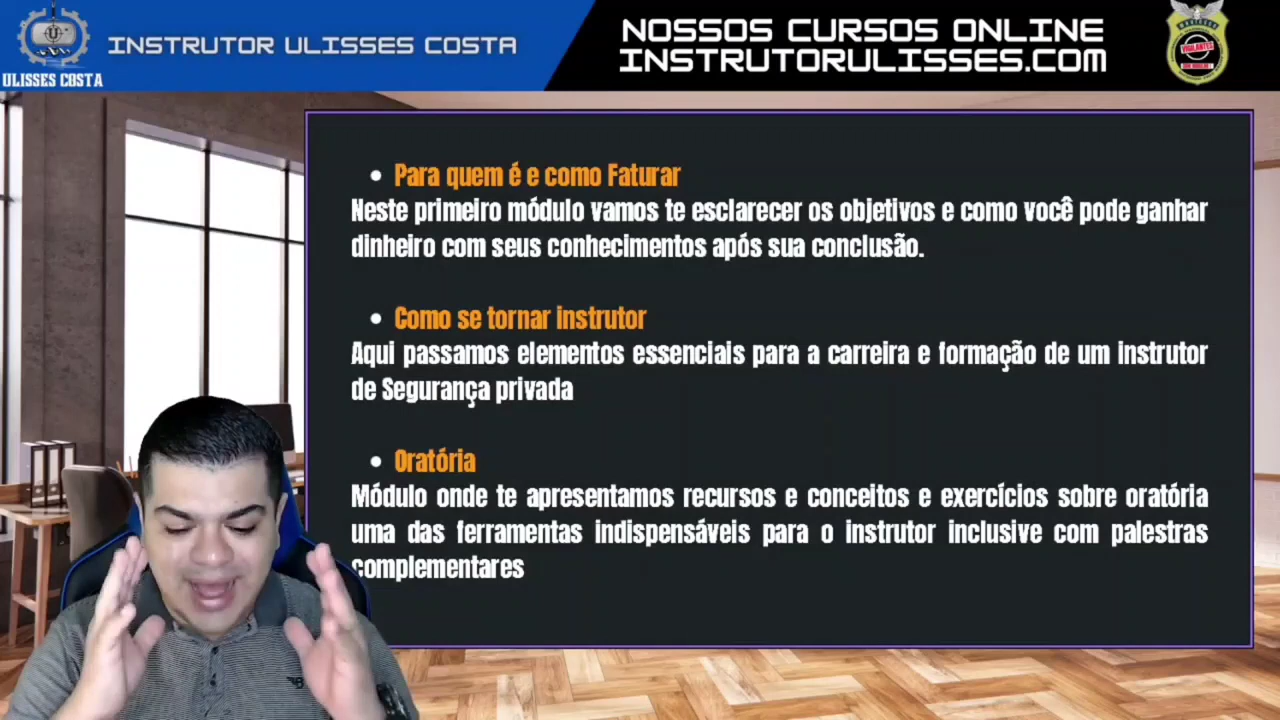 INSTRUTOR ULISSES COSTA
ULISSES COSTA
NOSSOS CURSOS ONLINE
INSTRUTORULISSES.COM
VIGILANTES
• Para quem é e como Faturar
Neste primeiro módulo vamos te esclarecer os objetivos e como você pode ganhar
dinheiro com seus conhecimentos após sua conclusão.
• Como se tornar instrutor
Aqui passamos elementos essenciais para a carreira e formação de um instrutor
de Segurança privada
• Oratória
Módulo onde te apresentamos recursos e conceitos e exercícios sobre oratória
uma das ferramentas indispensáveis para o instrutor inclusive com palestras
complementares